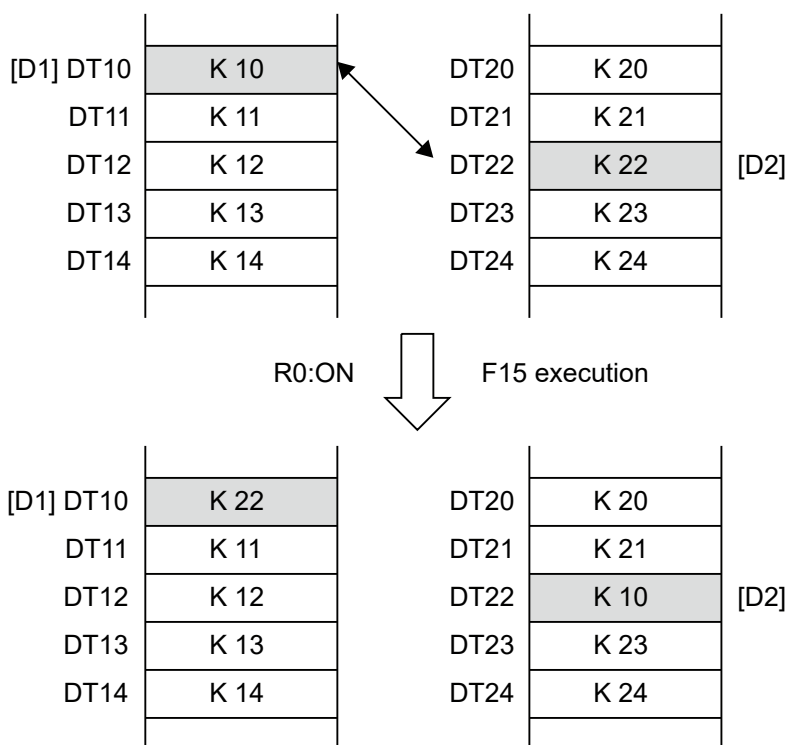 [D1] DT10 K 10 DT20 K 20
DT11 K 11 DT21 K 21
DT12 K 12 DT22 K 22 [D2]
DT13 K 13 DT23 K 23
DT14 K 14 DT24 K 24
R0:ON F15 execution
[D1] DT10 K 22 DT20 K 20
DT11 K 11 DT21 K 21
DT12 K 12 DT22 K 10 [D2]
DT13 K 13 DT23 K 23
DT14 K 14 DT24 K 24